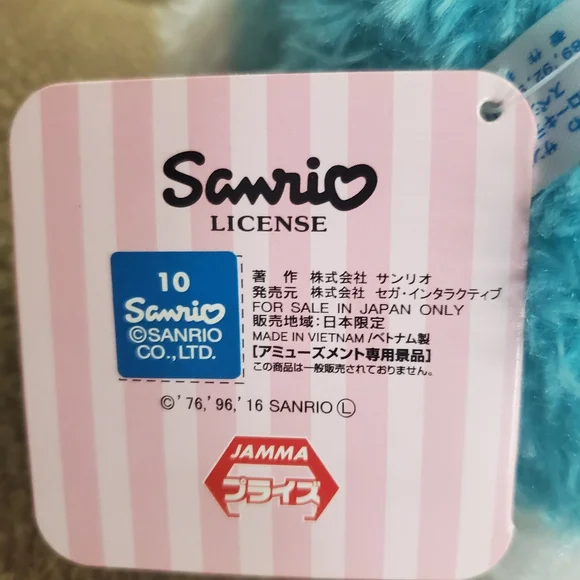 Sanrio
LICENSE
10
Sanrio
©SANRIO
CO.,LTD.
著 作 株式会社 サンリオ
発売元 株式会社 セガ・インタラクティブ
FOR SALE IN JAPAN ONLY
販売地域:日本限定
MADE IN VIETNAM/ベトナム製
【アミューズメント専用景品】
この商品は一般販売されておりません。
©'76,'96,'16 SANRIO Ⓛ
JAMMA
プライズ